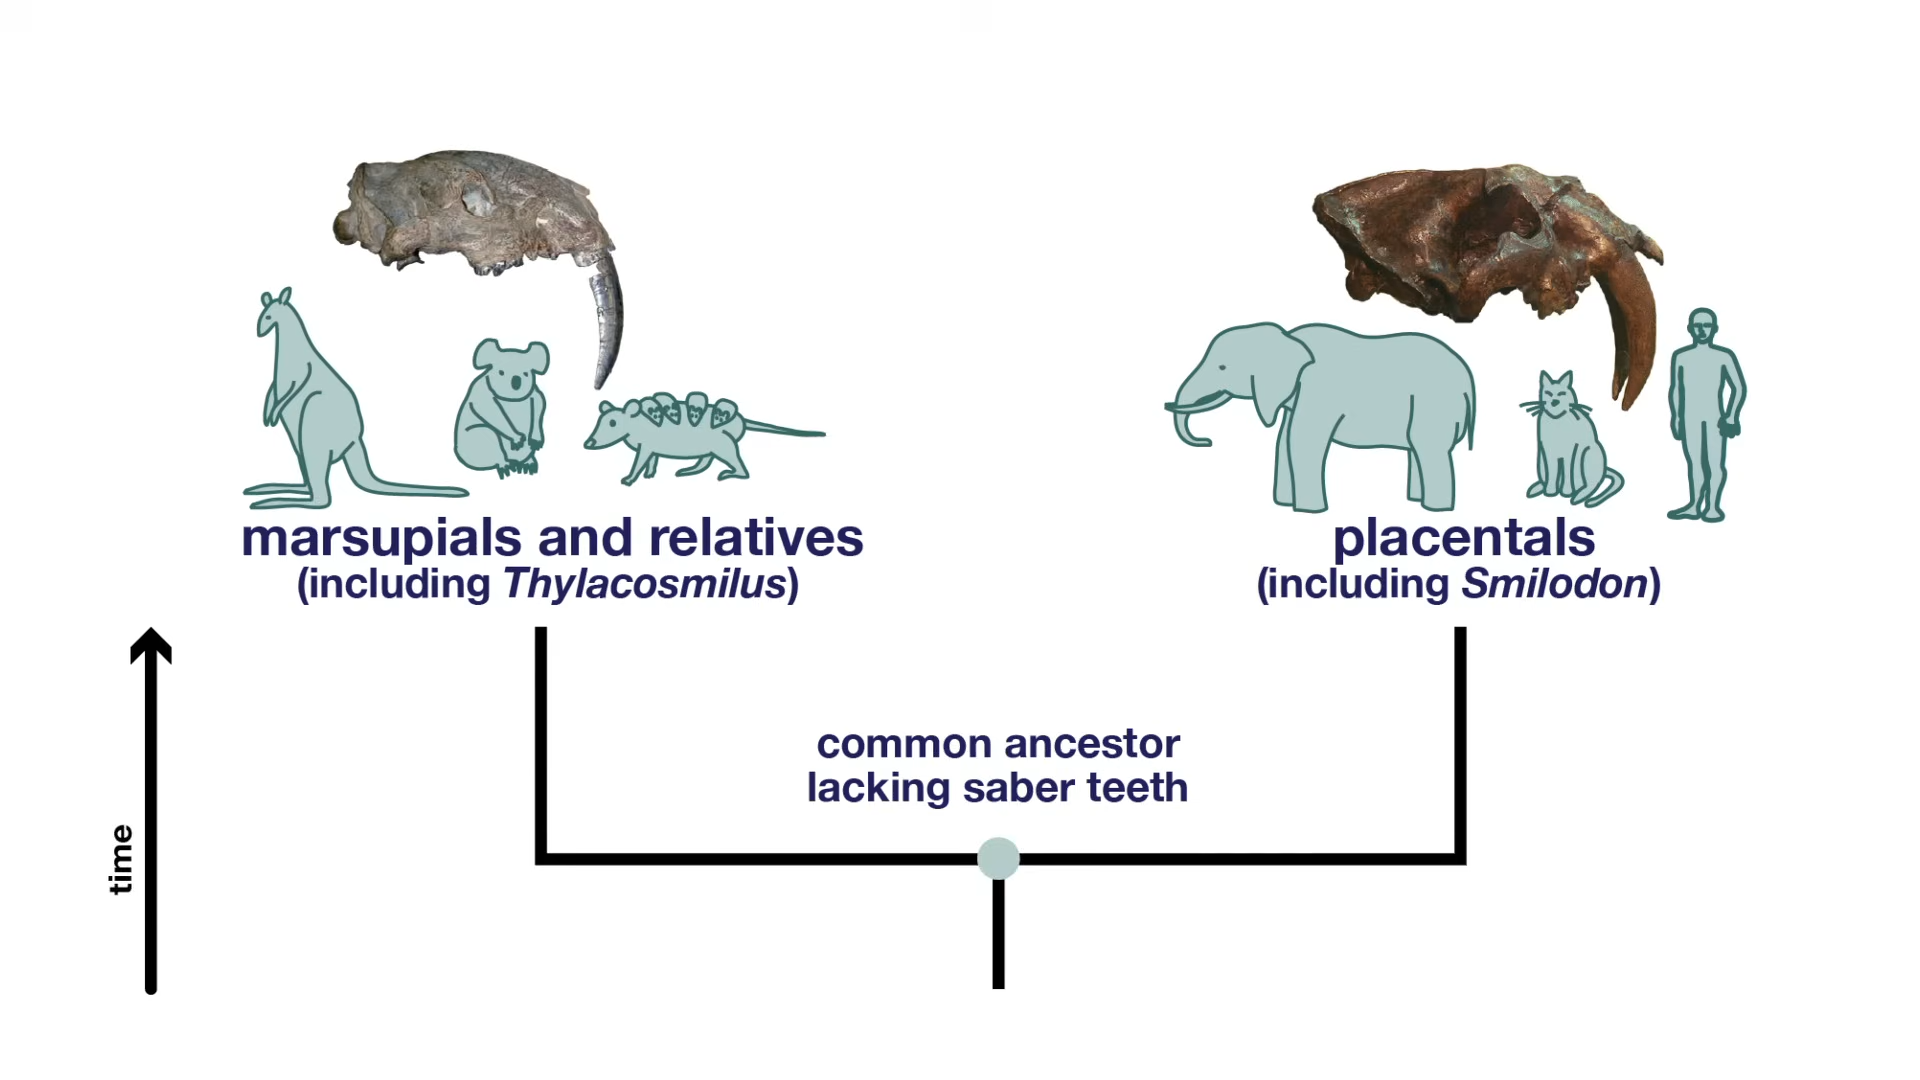 marsupials and relatives
(including Thylacosmilus)
placentals
(including Smilodon)
common ancestor
lacking saber teeth
time